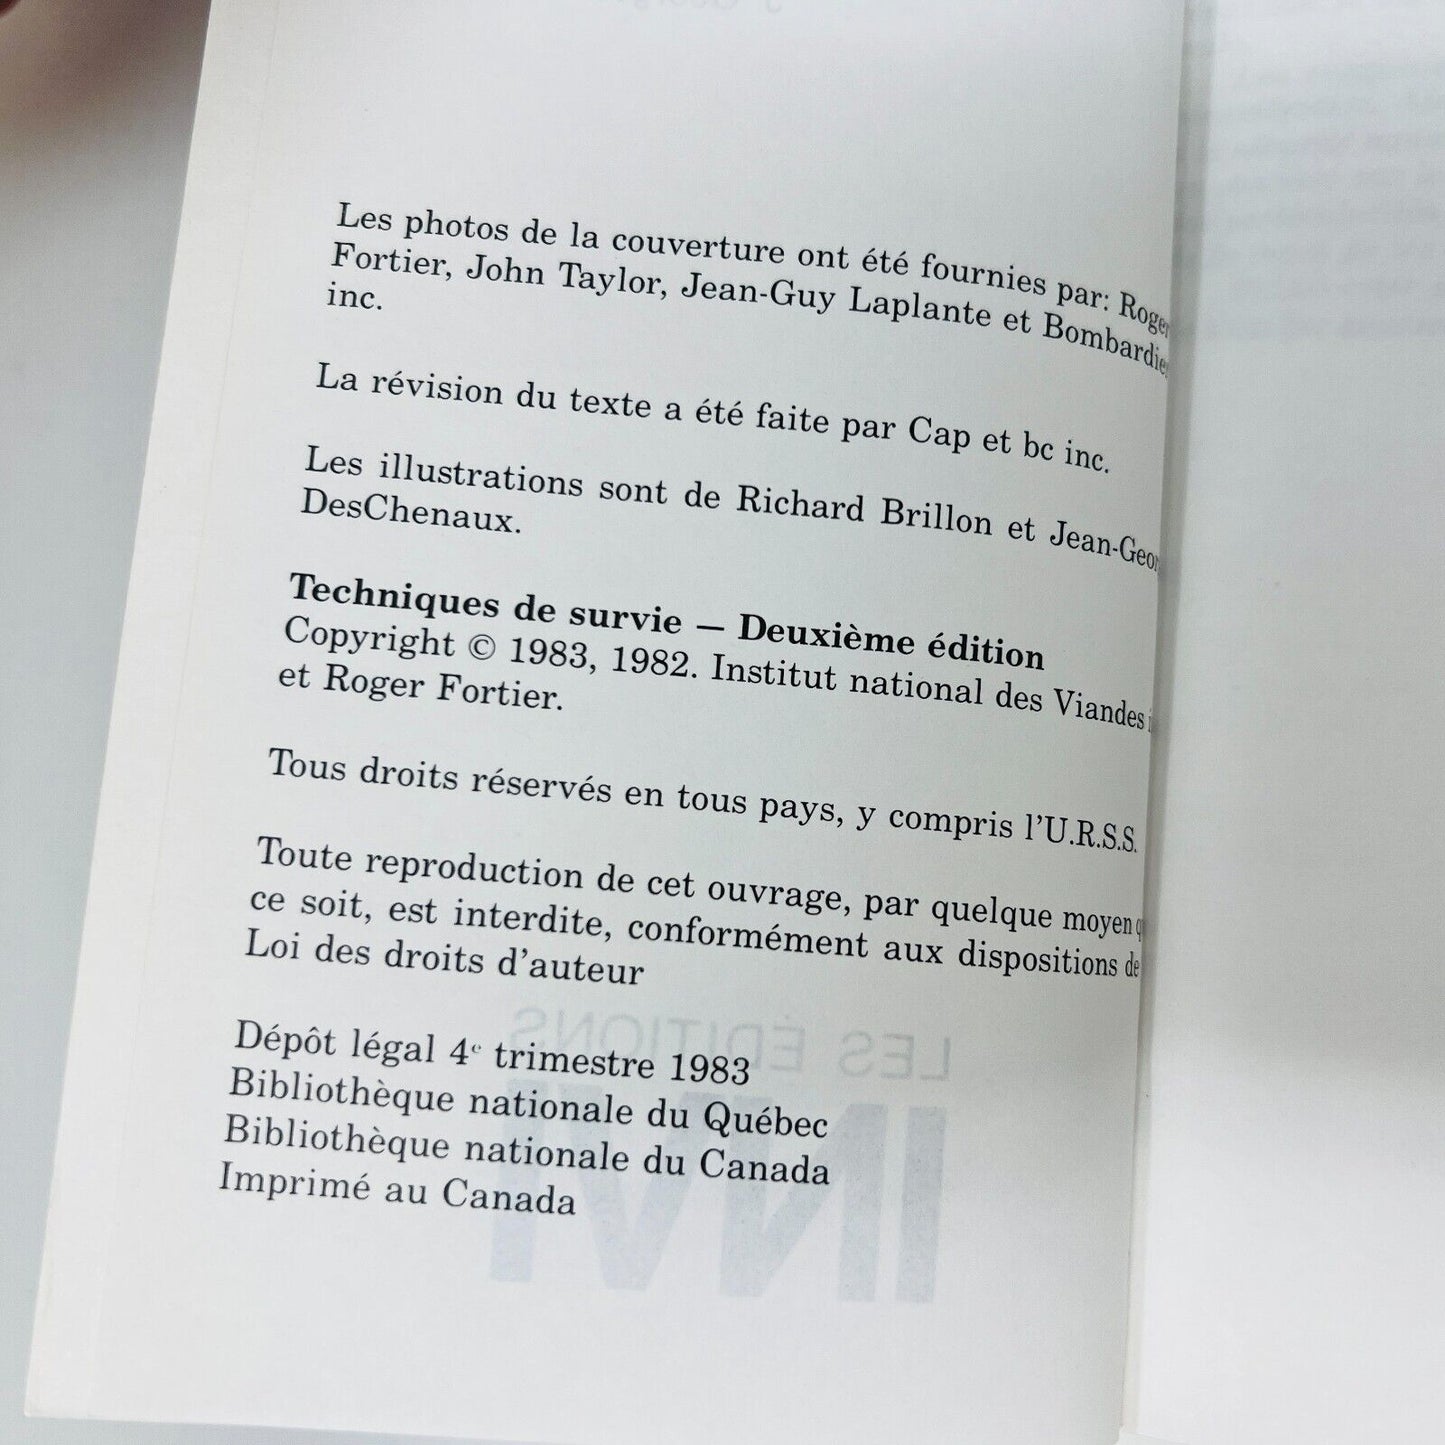 Les photos de la couverture ont été fournies par: Roger
Fortier, John Taylor, Jean-Guy Laplante et Bombardier
inc.
La révision du texte a été faite par Cap et bc inc.
Les illustrations sont de Richard Brillon et
DesChenaux.
Techniques de survie — Deuxième édition
Copyright © 1983, 1982. Institut national des Viandes
et Roger Fortier.
Tous droits réservés en tous pays, y compris l'U.R.S.S.
Toute reproduction de cet ouvrage, par quelque moyen
ce soit, est interdite, conformément aux dispositions de
Loi des droits d'auteur
Dépôt légal 4e trimestre 1983
Bibliothèque nationale du Québec
Bibliothèque nationale du Canada
Imprimé au Canada
LES ÉDITIONS